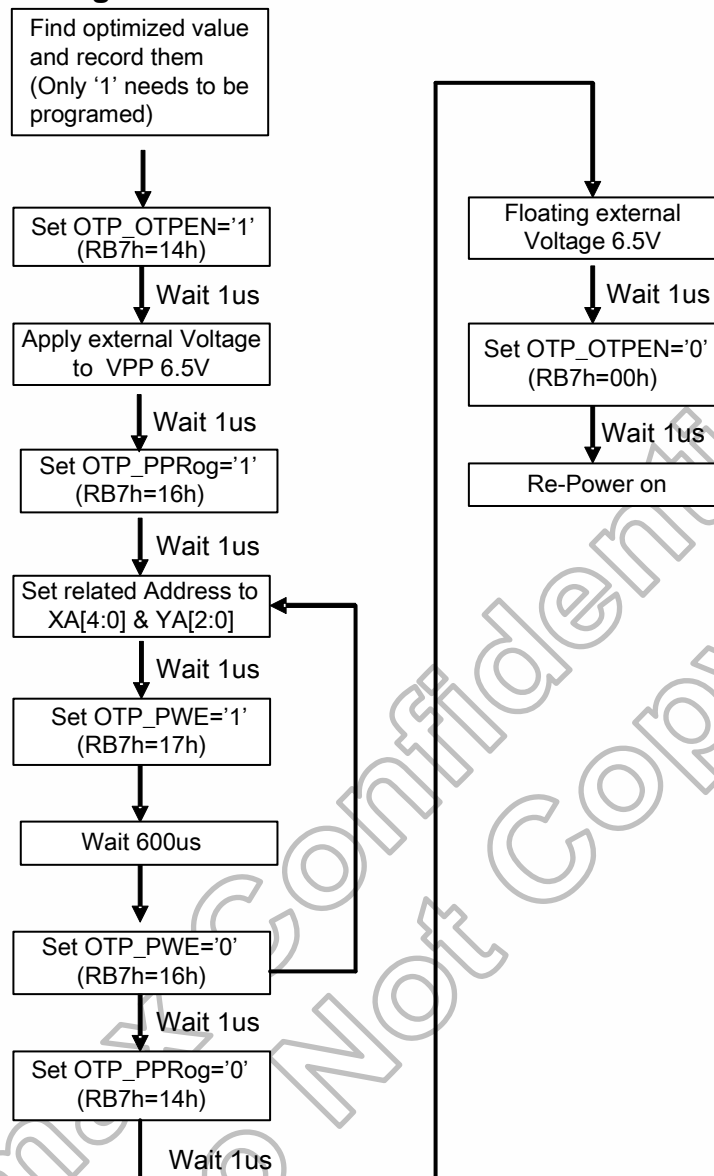 Find optimized value
and record them
(Only ‘1’ needs to be
programed)
Set OTP_OTPEN=’1’
(RB7h=14h)
Wait 1us
Apply external Voltage
to VPP 6.5V
Wait 1us
Set OTP_PPRog=’1’
(RB7h=16h)
Wait 1us
Set related Address to
XA[4:0] & YA[2:0]
Wait 1us
Set OTP_PWE=’1’
(RB7h=17h)
Wait 600us
Set OTP_PWE=’0’
(RB7h=16h)
Wait 1us
Set OTP_PPRog=’0’
(RB7h=14h)
Wait 1us
Floating external
Voltage 6.5V
Wait 1us
Set OTP_OTPEN=’0’
(RB7h=00h)
Wait 1us
Re-Power on